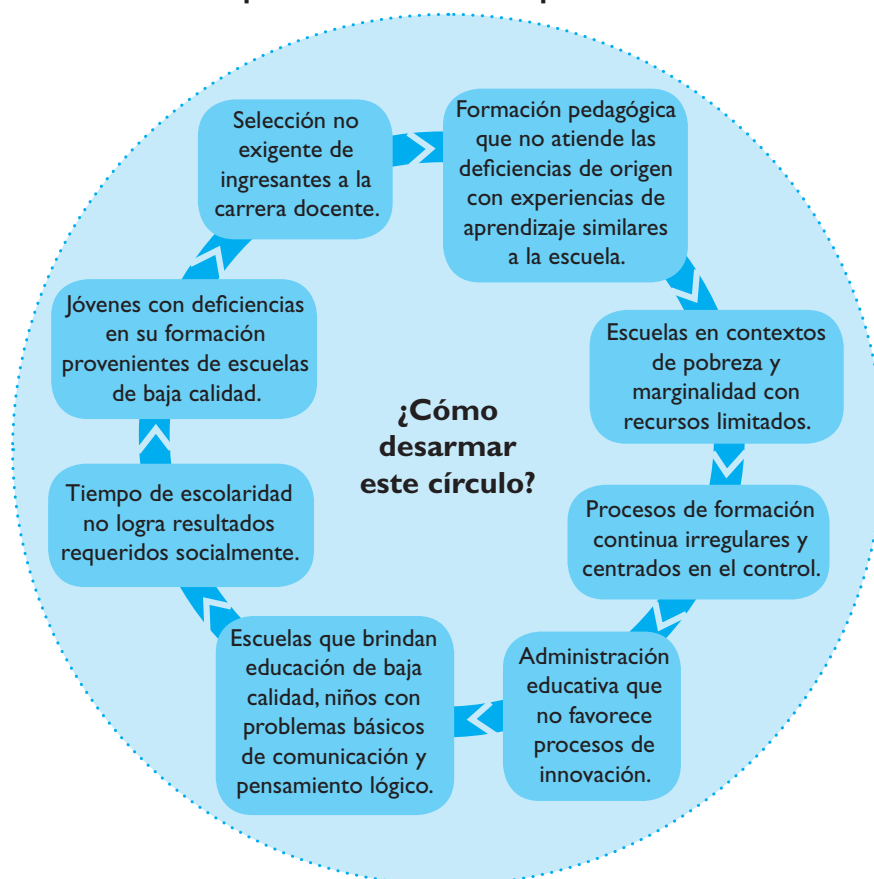 Selección no
exigente de
ingresantes a la
carrera docente.
Formación pedagógica
que no atiende las
deficiencias de origen
con experiencias de
aprendizaje similares
a la escuela.
Escuelas en contextos
de pobreza y
marginalidad con
recursos limitados.
Procesos de formación
continua irregulares y
centrados en el control.
Administración
educativa que
no favorece
procesos de
innovación.
Escuelas que brindan
educación de baja
calidad, niños con
problemas básicos
de comunicación y
pensamiento lógico.
Tiempo de escolaridad
no logra resultados
requeridos socialmente.
Jóvenes con deficiencias
en su formación
provenientes de escuelas
de baja calidad.
¿Cómo
desarmar
este círculo?